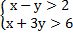 x − y > 2
x + 3y > 6